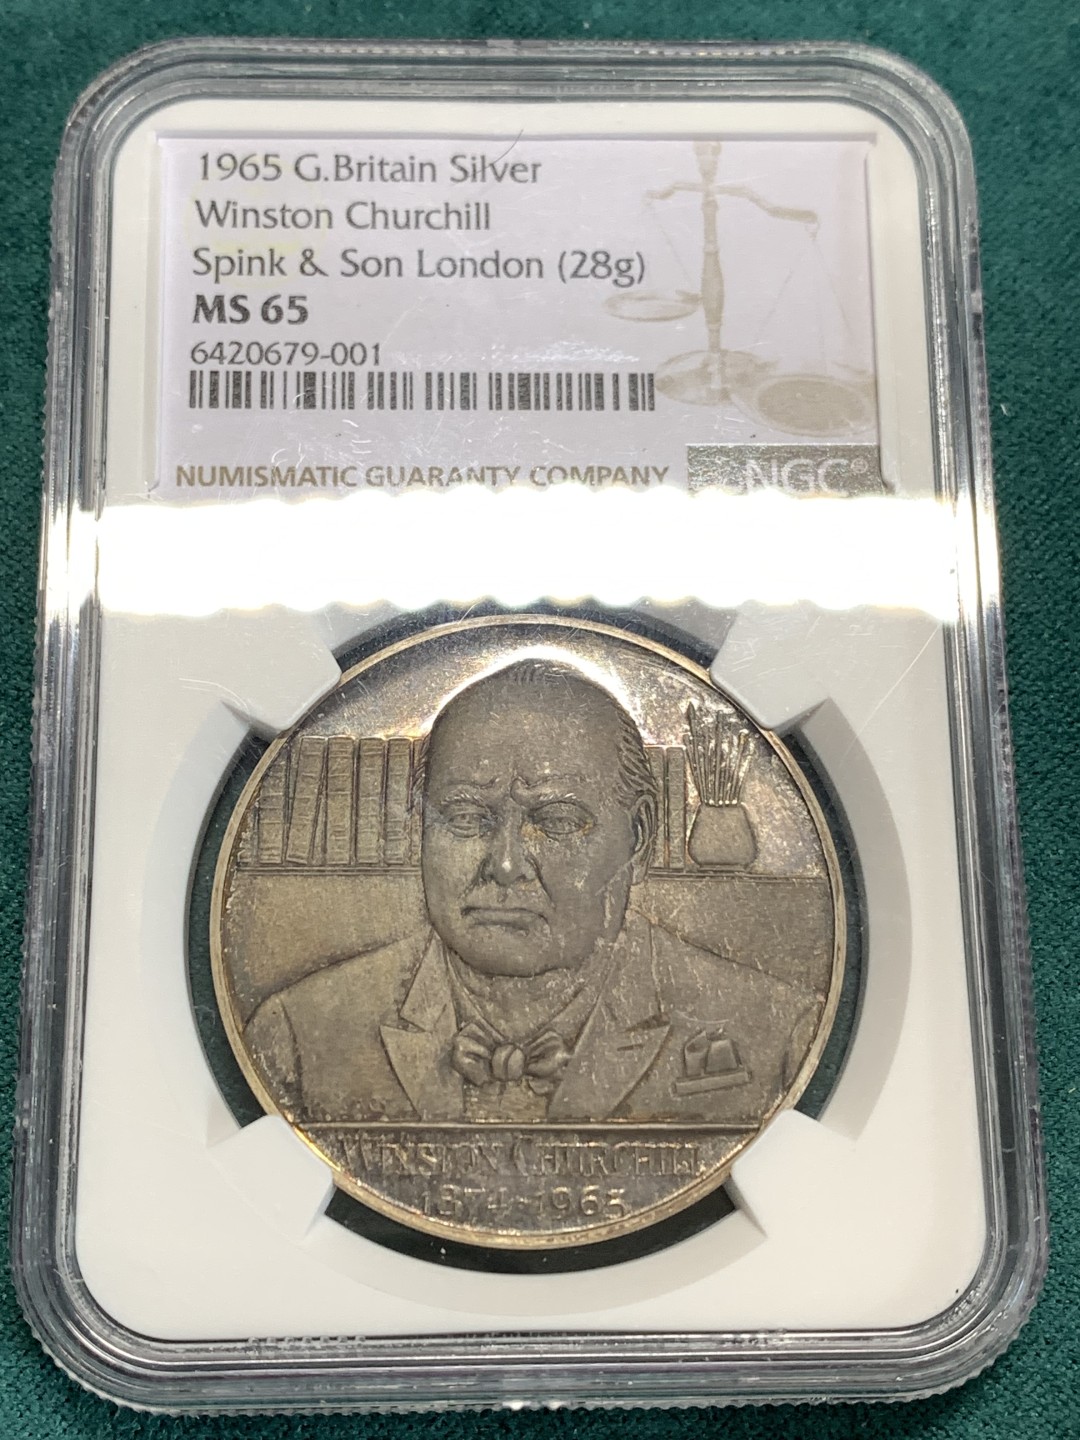 1965 G.Britain Silver
Winston Churchill
Spink & Son London (28g)
MS 65
6420679-001
NUMISMATIC GUARANTY COMPANY
NGC®
WINSTON CHURCHILL
1874-1965